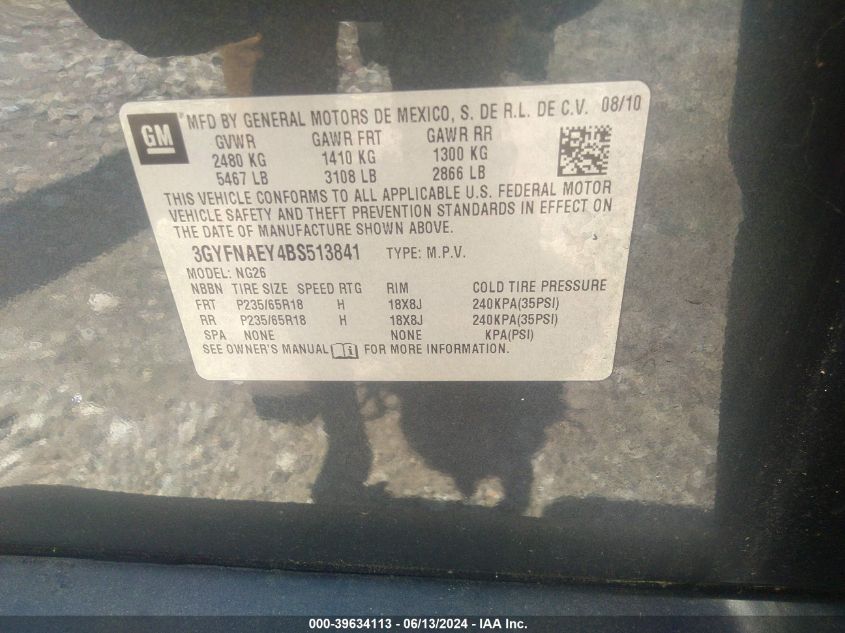 GM MFD BY GENERAL MOTORS DE MEXICO, S. DE R.L. DE C.V. 08/10
GVWR GAWR FRT GAWR RR
2480 KG 1410 KG 1300 KG
5467 LB 3108 LB 2866 LB
THIS VEHICLE CONFORMS TO ALL APPLICABLE U.S. FEDERAL MOTOR
VEHICLE SAFETY AND THEFT PREVENTION STANDARDS IN EFFECT ON
THE DATE OF MANUFACTURE SHOWN ABOVE.
3GYFNAEY4BS513841 TYPE: M.P.V.
MODEL: NG26
NBBN TIRE SIZE SPEED RTG RIM COLD TIRE PRESSURE
FRT P235/65R18 H 18X8J 240KPA(35PSI)
RR P235/65R18 H 18X8J 240KPA(35PSI)
SPA NONE NONE KPA(PSI)
SEE OWNER'S MANUAL FOR MORE INFORMATION.
000-39634113 - 06/13/2024 - IAA Inc.